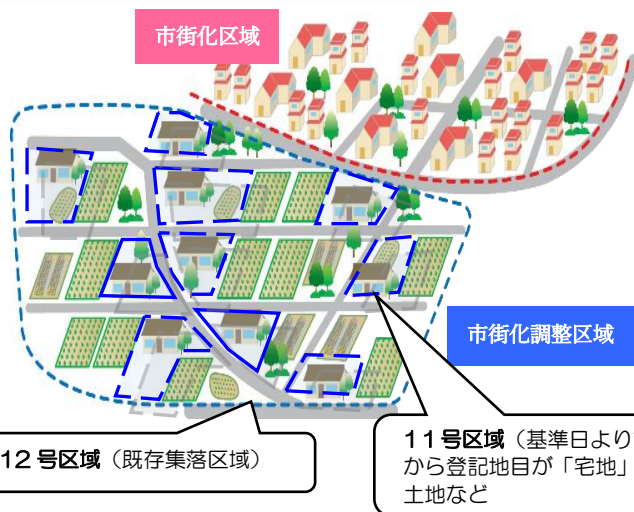 市街化区域
市街化調整区域
12号区域（既存集落区域）
11号区域（基準日より
から登記地目が「宅地」
土地など